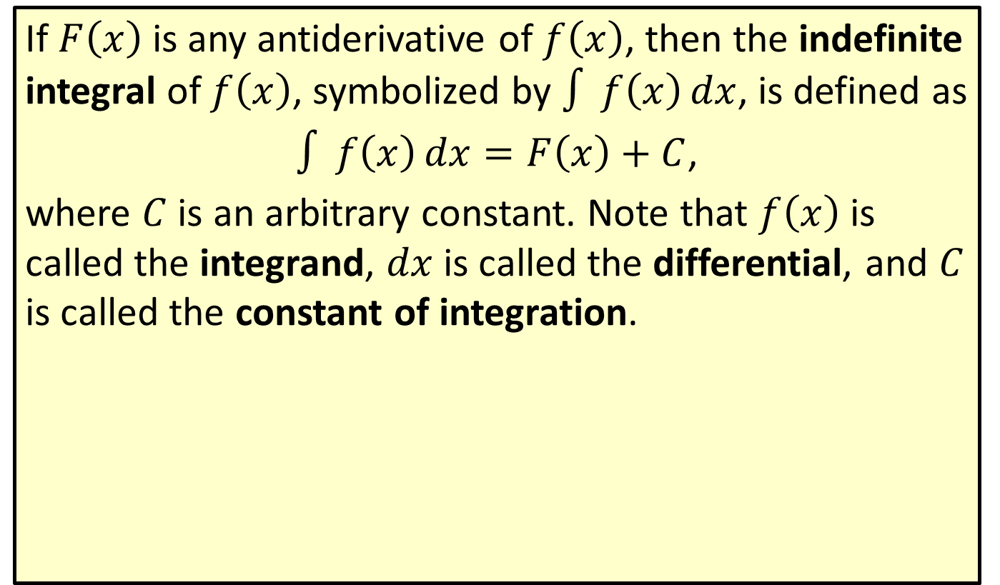 If F(x) is any antiderivative of f(x), then the indefinite
integral of f(x), symbolized by ∫ f(x) dx, is defined as
∫ f(x) dx = F(x) + C,
where C is an arbitrary constant. Note that f(x) is
called the integrand, dx is called the differential, and C
is called the constant of integration.